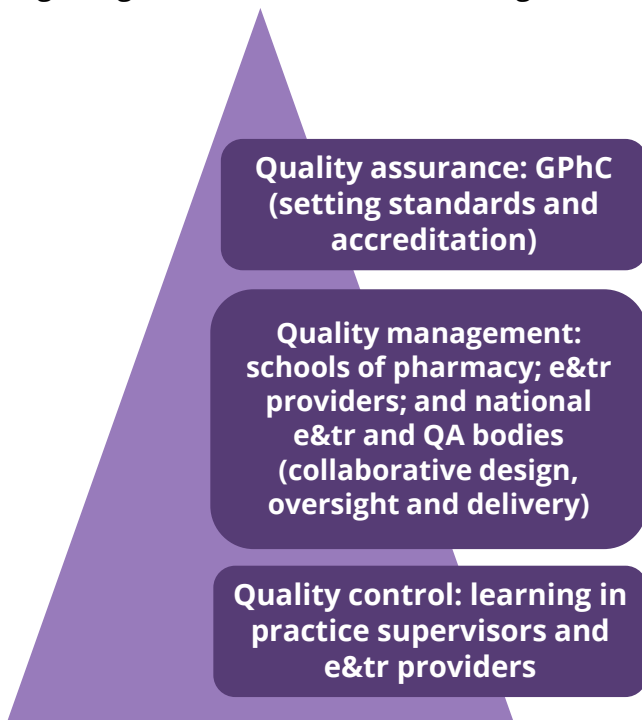 Quality assurance: GPhC
(setting standards and
accreditation)
Quality management:
schools of pharmacy; e&tr
providers; and national
e&tr and QA bodies
(collaborative design,
oversight and delivery)
Quality control: learning in
practice supervisors and
e&tr providers